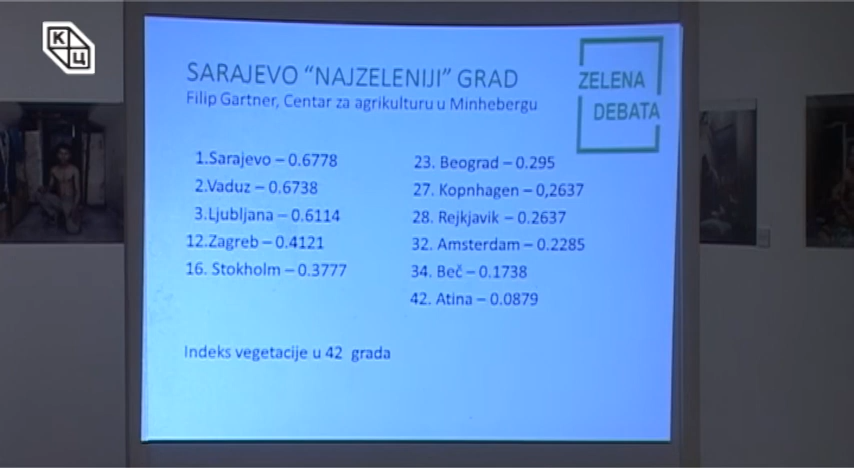 КЦ
SARAJEVO “NAJZELENIJI” GRAD
Filip Gartner, Centar za agrikulturu u Minhebergu
ZELENA
DEBATA
1.Sarajevo – 0.6778
2.Vaduz – 0.6738
3.Ljubljana – 0.6114
12.Zagreb – 0.4121
16. Stokholm – 0.3777
23. Beograd – 0.295
27. Kopnhagen – 0,2637
28. Rejkjavik – 0.2637
32. Amsterdam – 0.2285
34. Beč – 0.1738
42. Atina – 0.0879
Indeks vegetacije u 42 grada